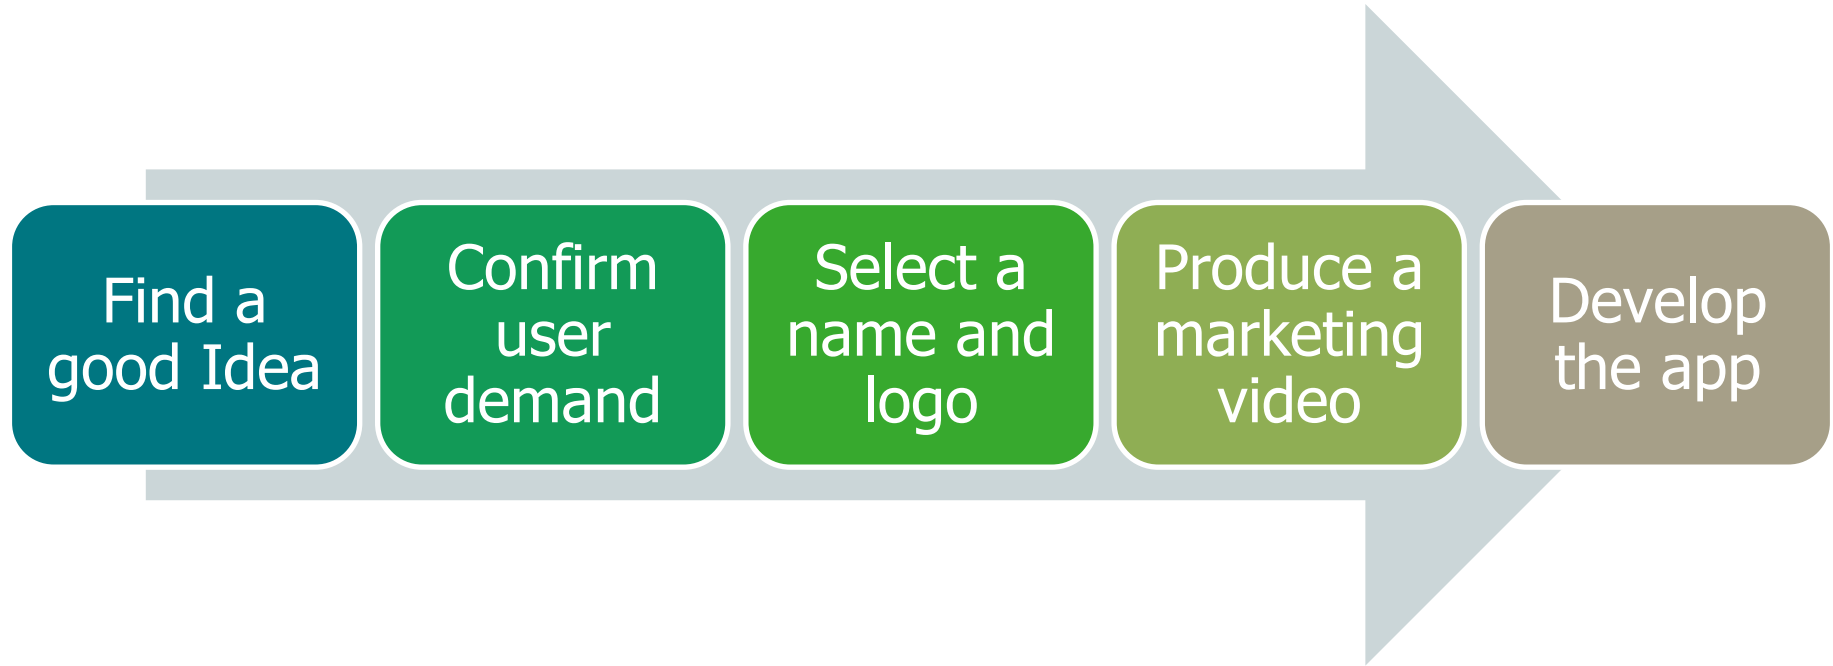 Find a
good Idea
Confirm
user
demand
Select a
name and
logo
Produce a
marketing
video
Develop
the app